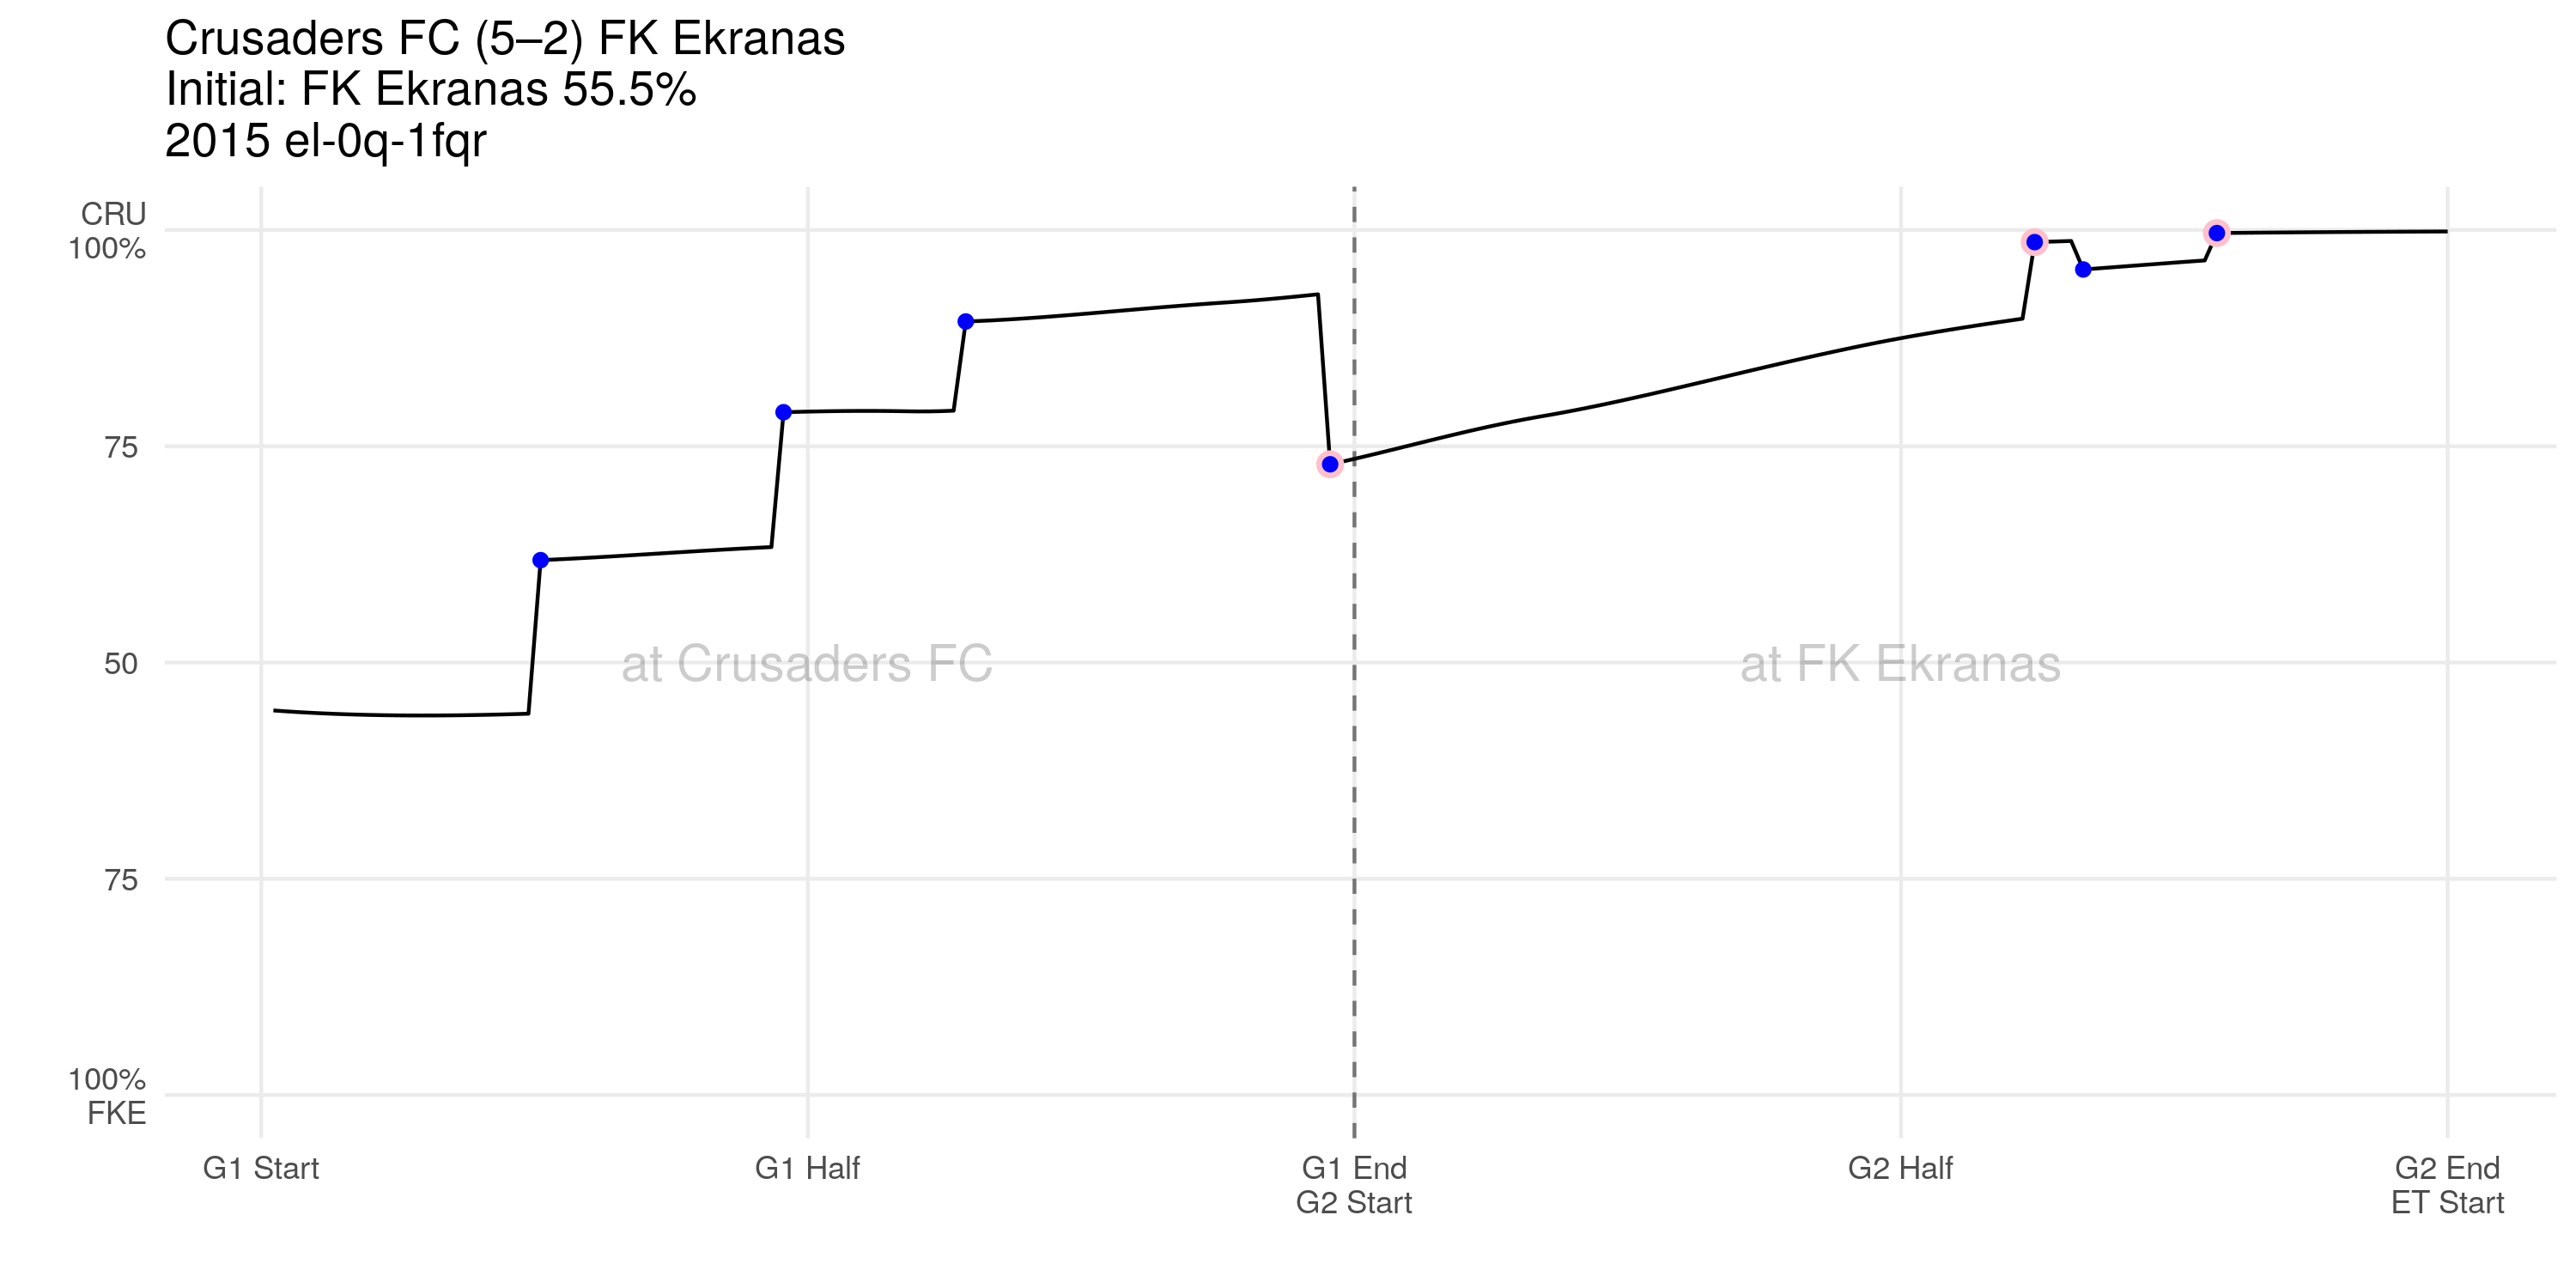 Crusaders FC (5–2) FK Ekranas
Initial: FK Ekranas 55.5%
2015 el-0q-1fqr
CRU
100%
75
50
75
100%
FKE
at Crusaders FC
at FK Ekranas
G1 Start
G1 Half
G1 End
G2 Start
G2 Half
G2 End
ET Start